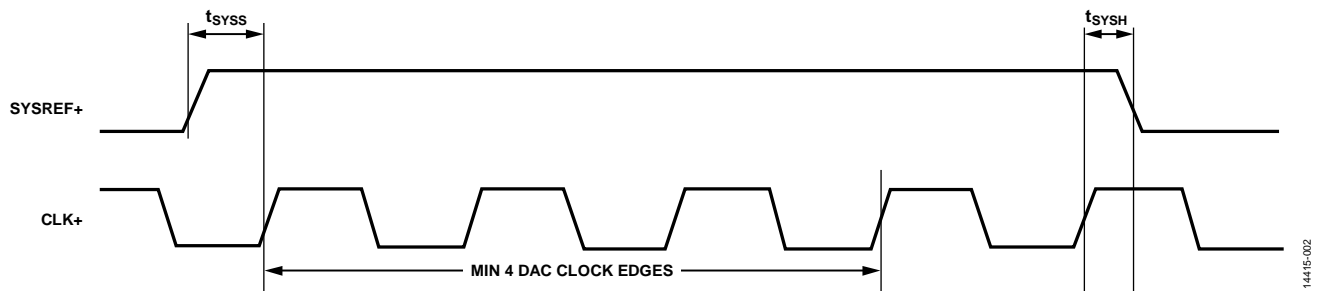 tSYSS
tSYSH
SYSREF+
CLK+
MIN 4 DAC CLOCK EDGES
14415-002